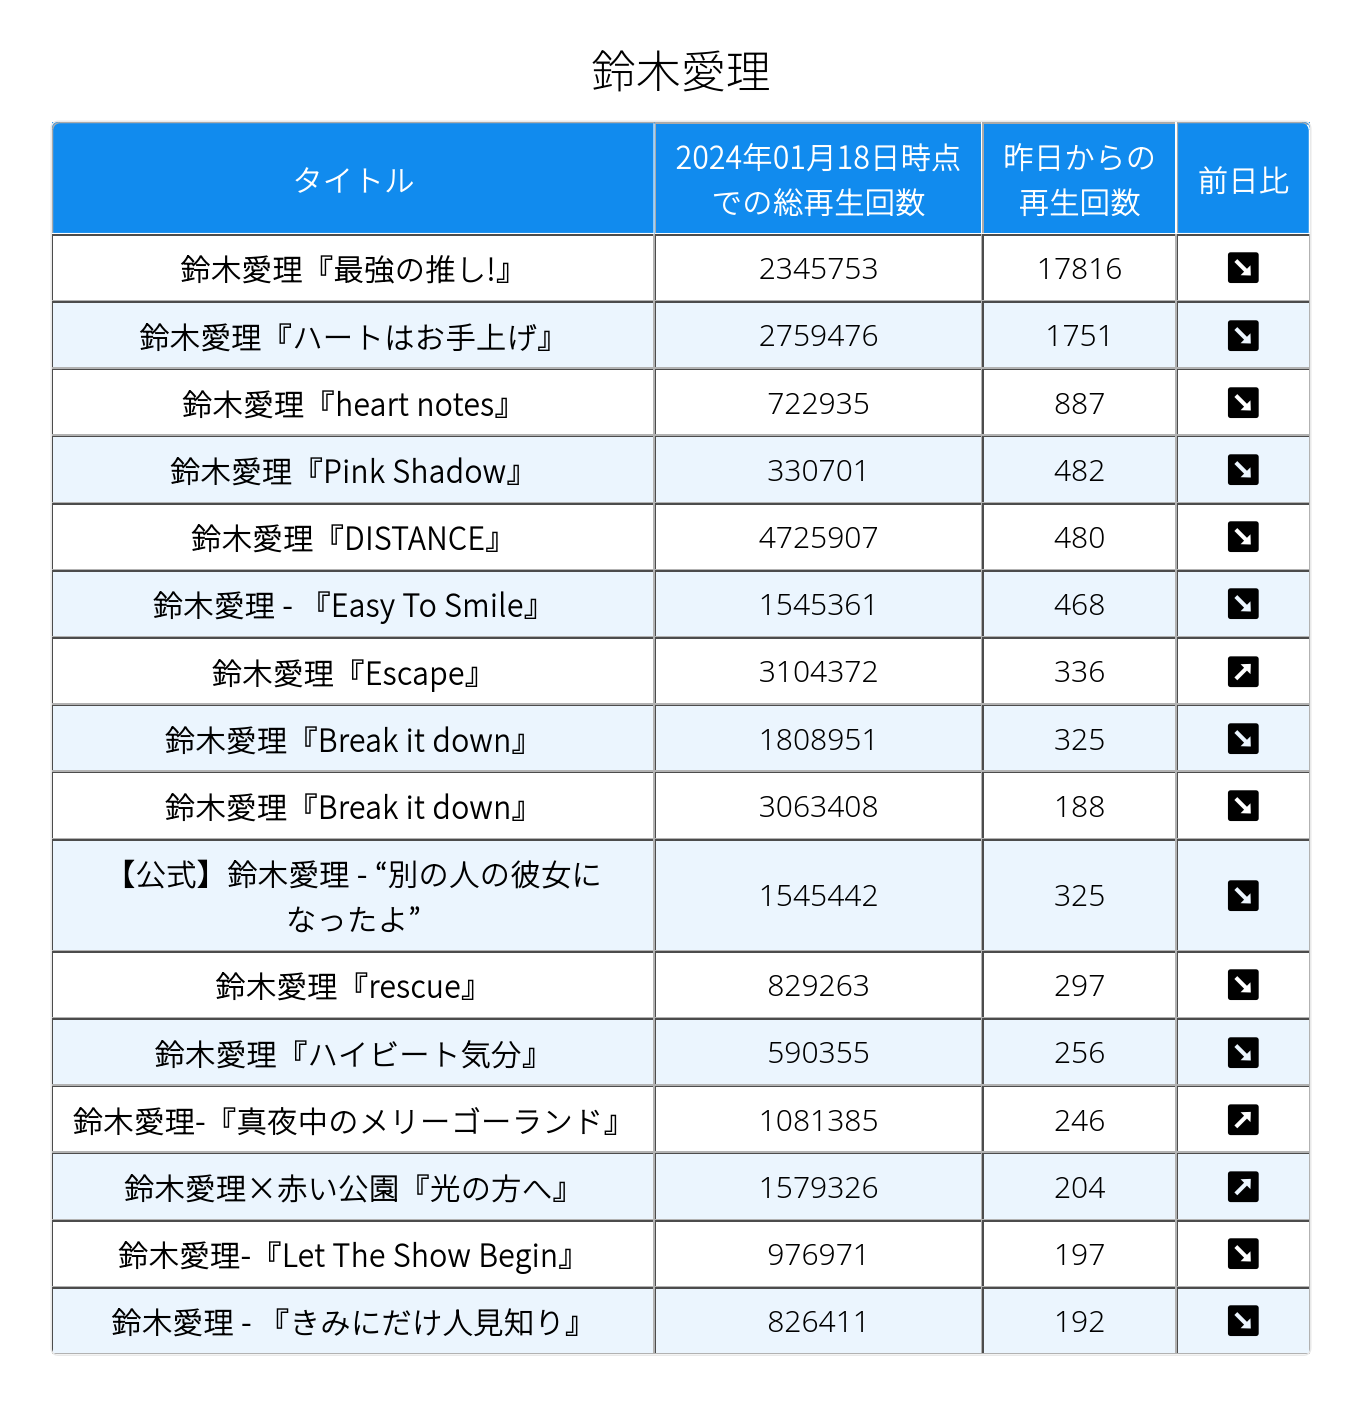 鈴木愛理
タイトル
2024年01月18日時点
での総再生回数
昨日からの
再生回数
前日比
鈴木愛理『最強の推し!』 2345753 17816 ↘
鈴木愛理『ハートはお手上げ』 2759476 1751 ↘
鈴木愛理『heart notes』 722935 887 ↘
鈴木愛理『Pink Shadow』 330701 482 ↘
鈴木愛理『DISTANCE』 4725907 480 ↘
鈴木愛理 - 『Easy To Smile』 1545361 468 ↘
鈴木愛理『Escape』 3104372 336 ↗
鈴木愛理『Break it down』 1808951 325 ↘
鈴木愛理『Break it down』 3063408 188 ↘
【公式】鈴木愛理 - “別の人の彼女に
なったよ” 1545442 325 ↘
鈴木愛理『rescue』 829263 297 ↘
鈴木愛理『ハイビート気分』 590355 256 ↘
鈴木愛理-『真夜中のメリーゴーランド』 1081385 246 ↗
鈴木愛理×赤い公園『光の方へ』 1579326 204 ↗
鈴木愛理-『Let The Show Begin』 976971 197 ↘
鈴木愛理 - 『きみにだけ人見知り』 826411 192 ↘